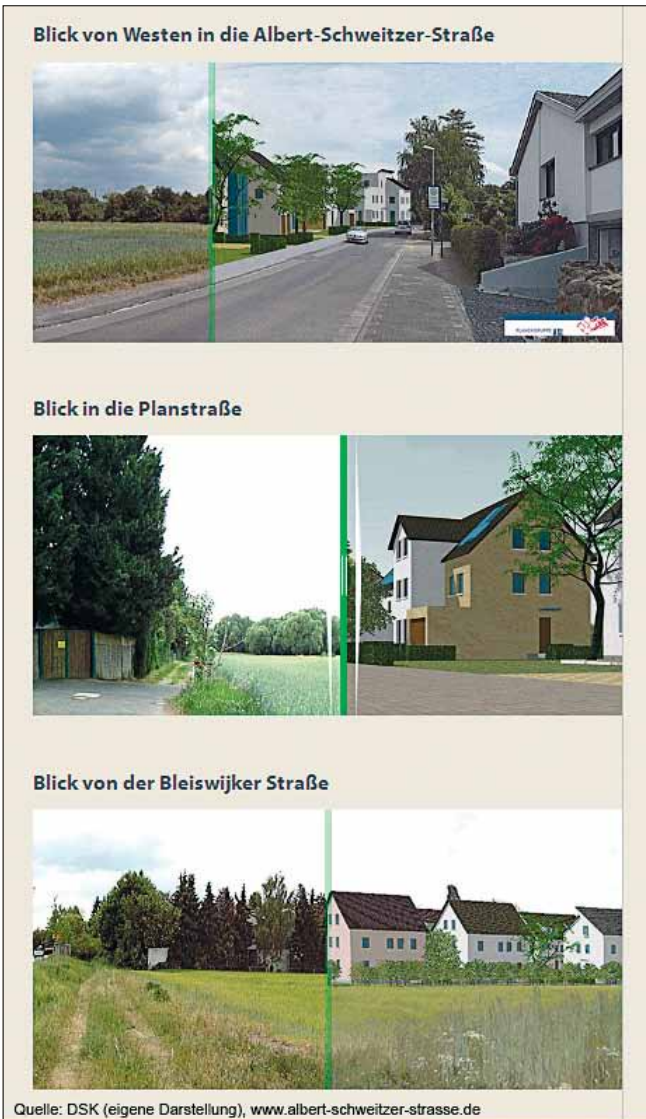 Blick von Westen in die Albert-Schweitzer-Straße
PLANERGRUPPE
Blick in die Planstraße
Blick von der Bleiswijker Straße
Quelle: DSK (eigene Darstellung), www.albert-schweitzer-strasse.de